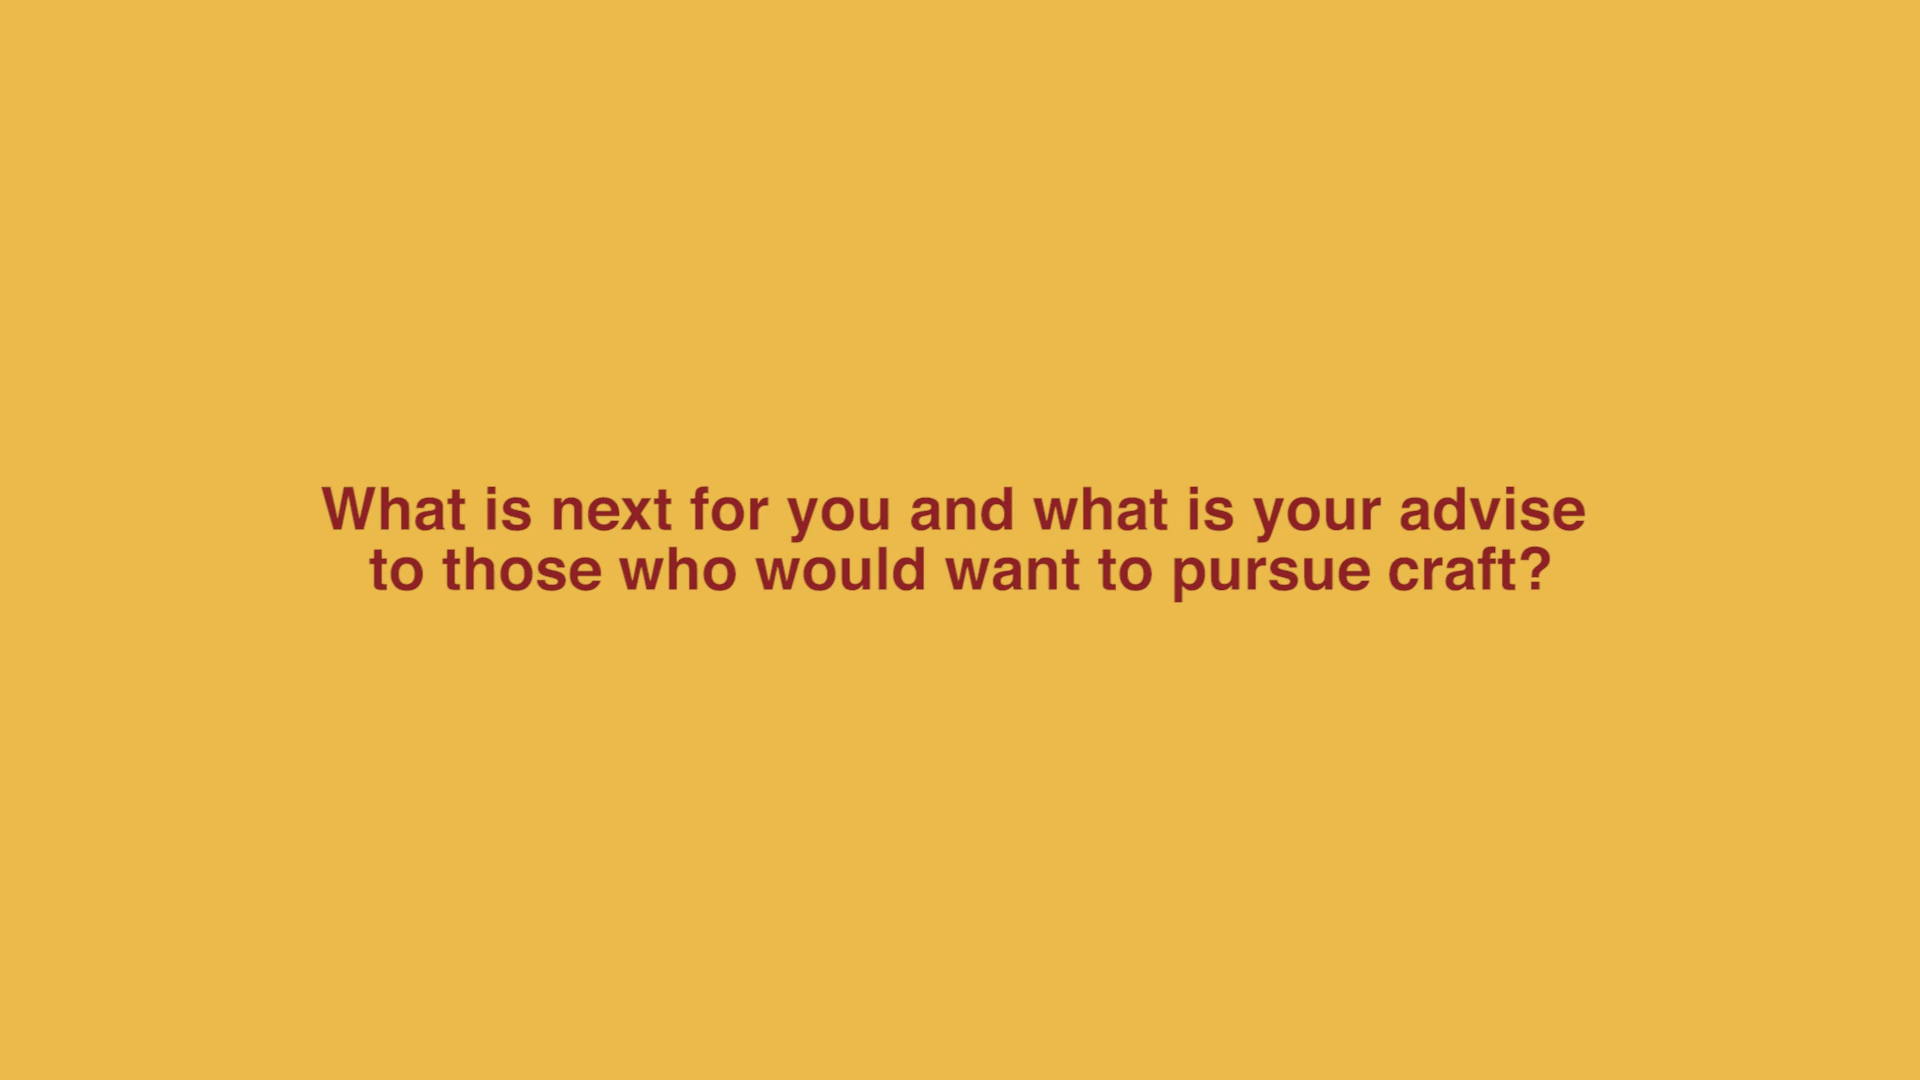 What is next for you and what is your advise
to those who would want to pursue craft?